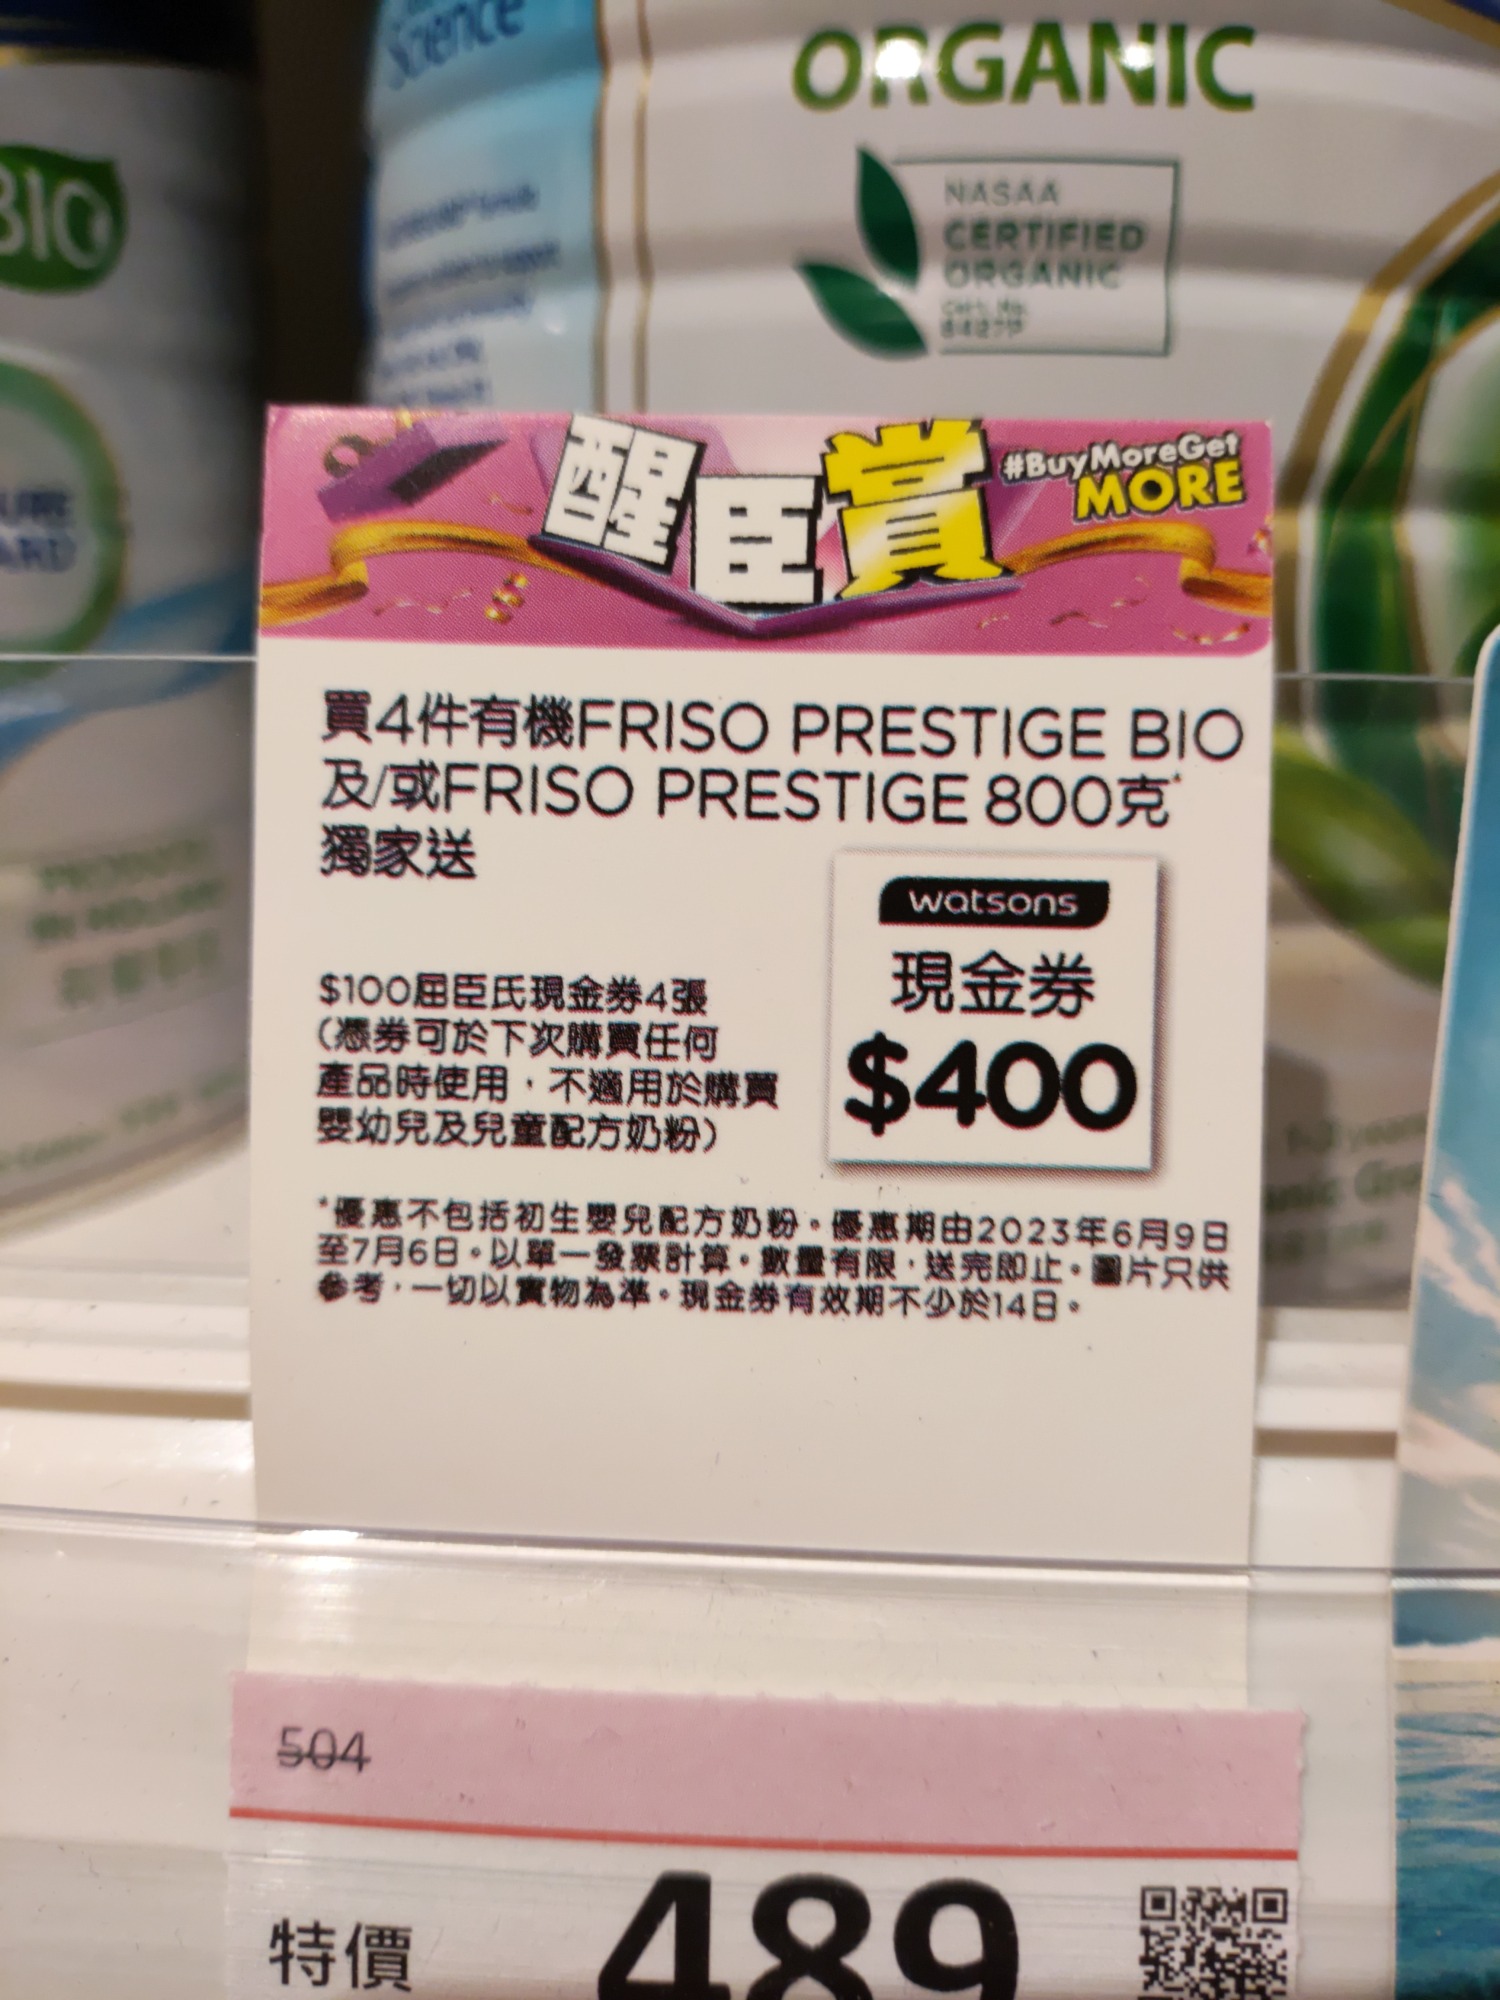 Science
ORGANIC
BIO
NASAA
CERTIFIED
ORGANIC
醒臣賞
#BuyMoreGet
MORE
買4件有機FRISO PRESTIGE BIO
及/或FRISO PRESTIGE 800克*
獨家送
watsons
現金券
$400
$100屈臣氏現金券4張
(憑券可於下次購買任何
產品時使用，不適用於購買
嬰幼兒及兒童配方奶粉)
*優惠不包括初生嬰兒配方奶粉。優惠期由2023年6月9日
至7月6日。以單一發票計算。數量有限，送完即止。圖片只供
參考，一切以實物為準。現金券有效期不少於14日。
504
特價
489